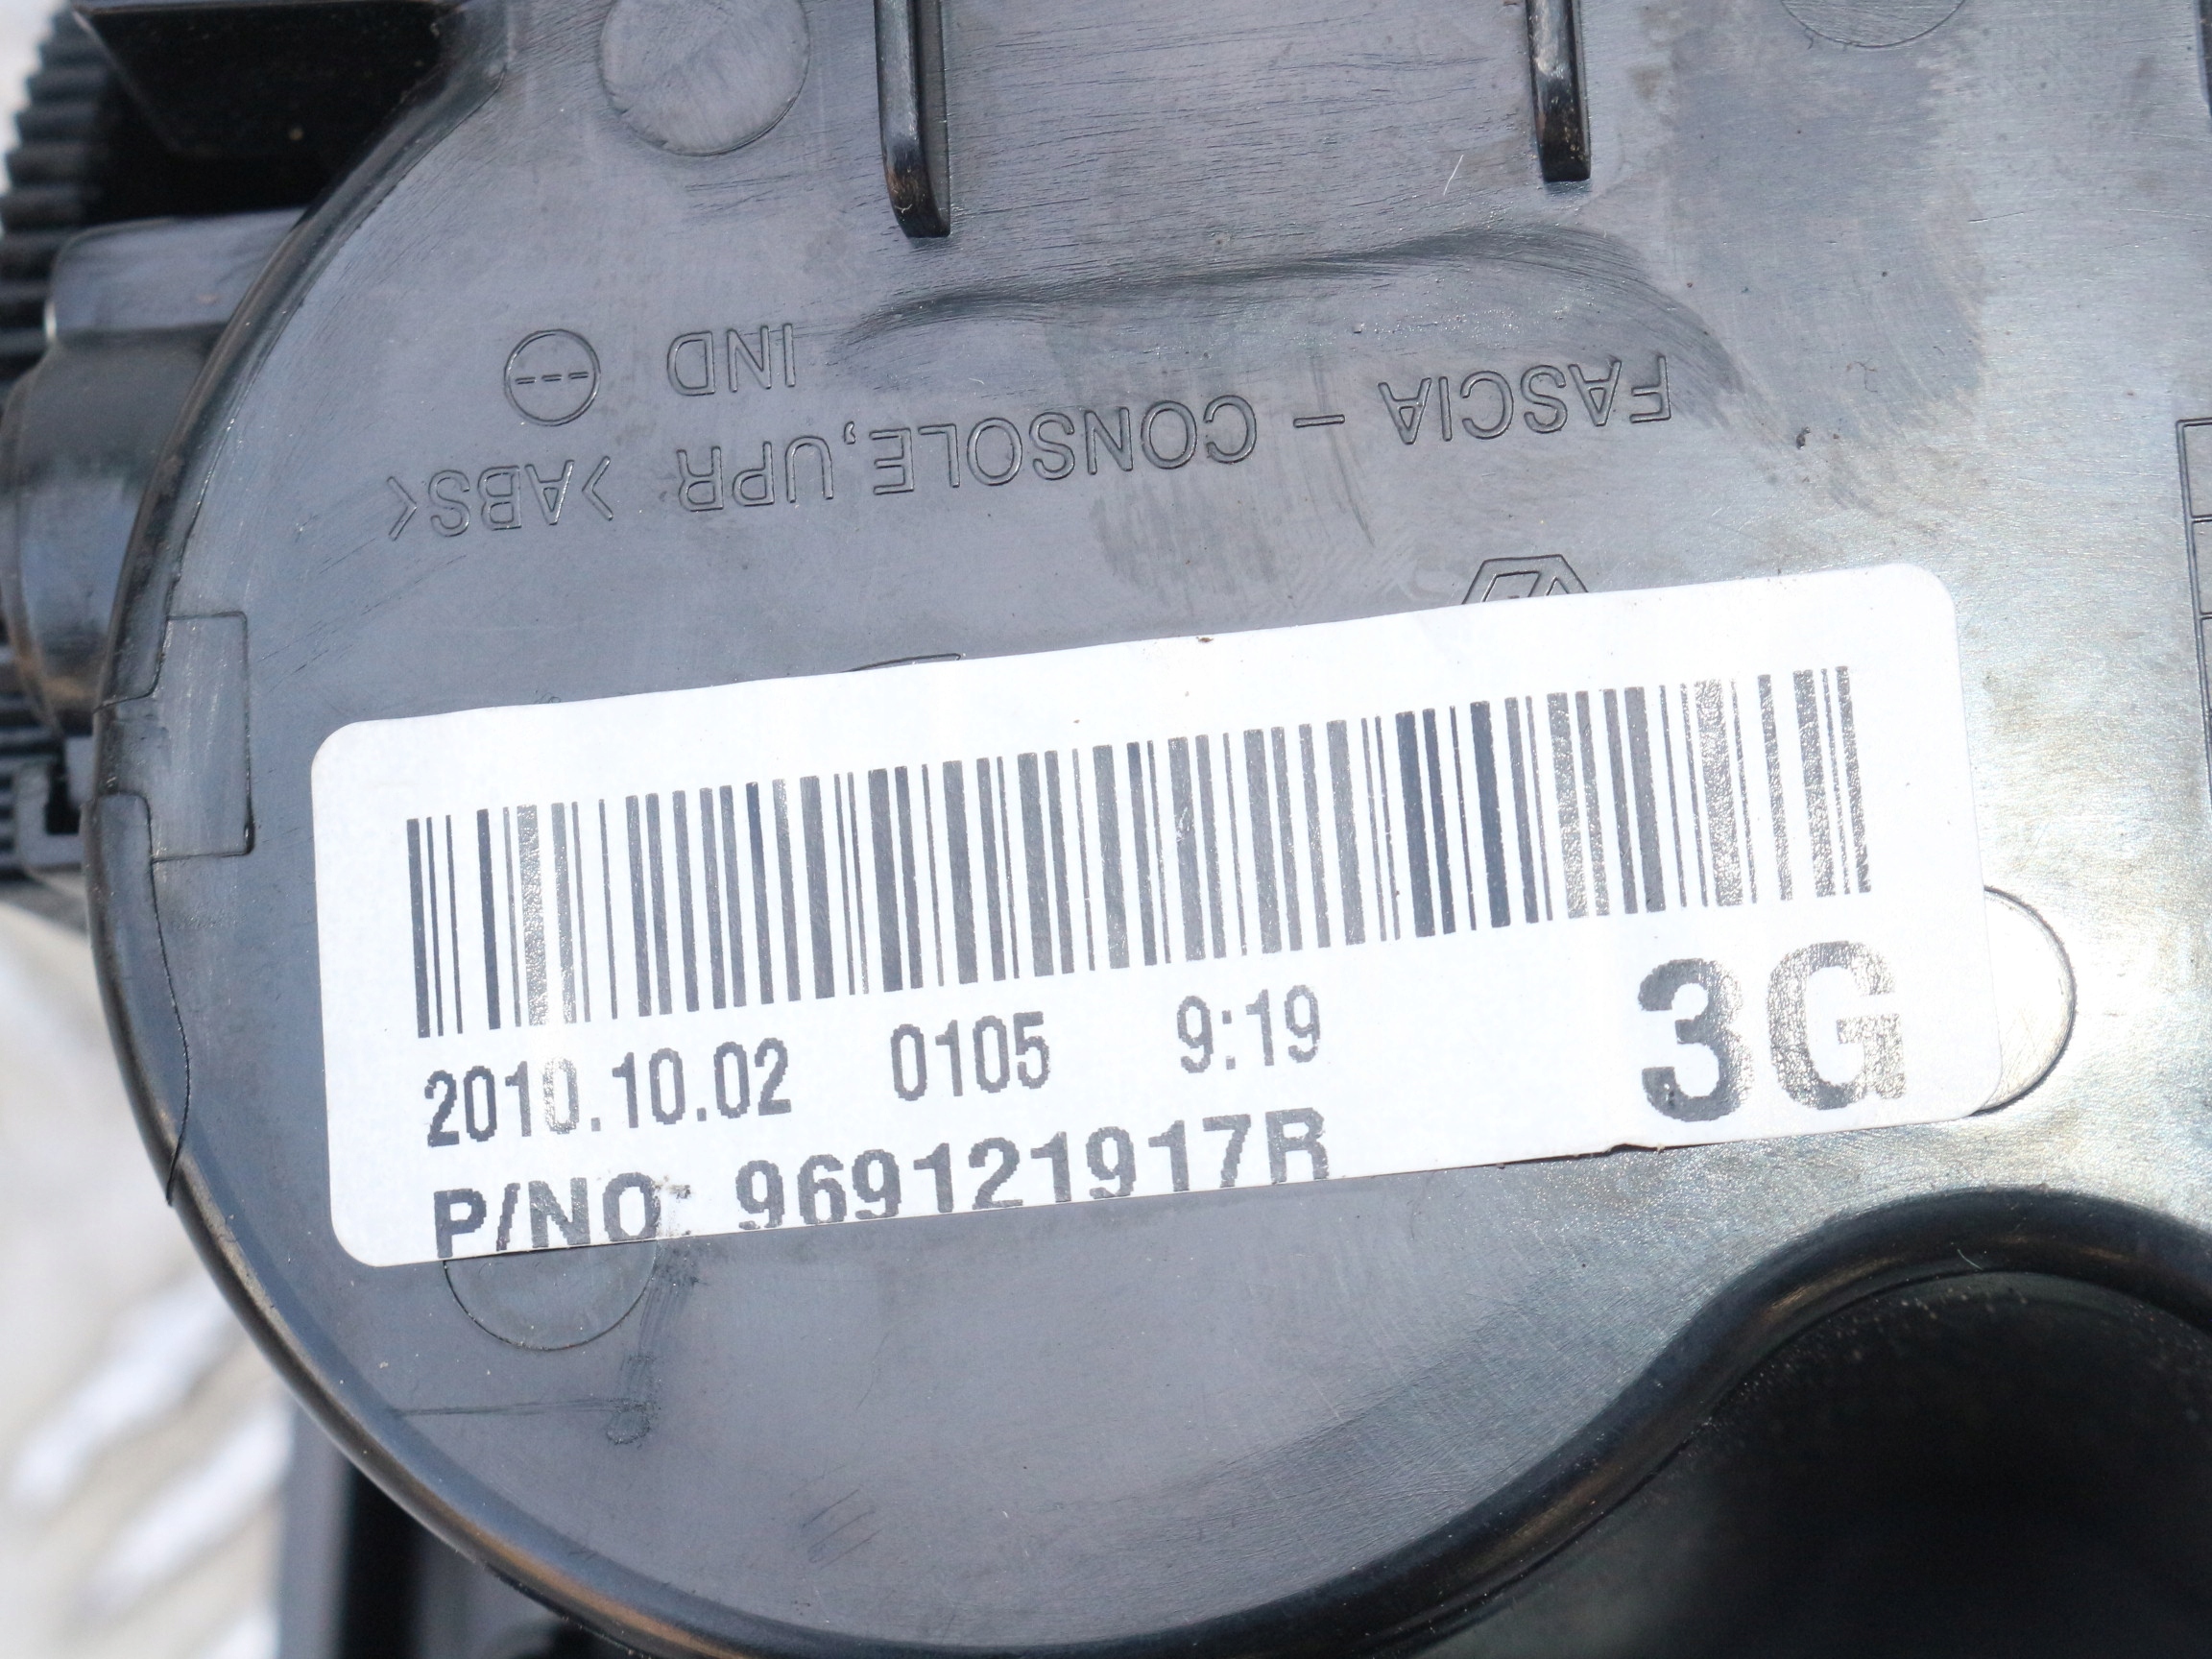 FASCIA - CONSOLE,UPR >ABS<
IND
2010.10.02 0105 9:19
3G
P/NO: 969121917R